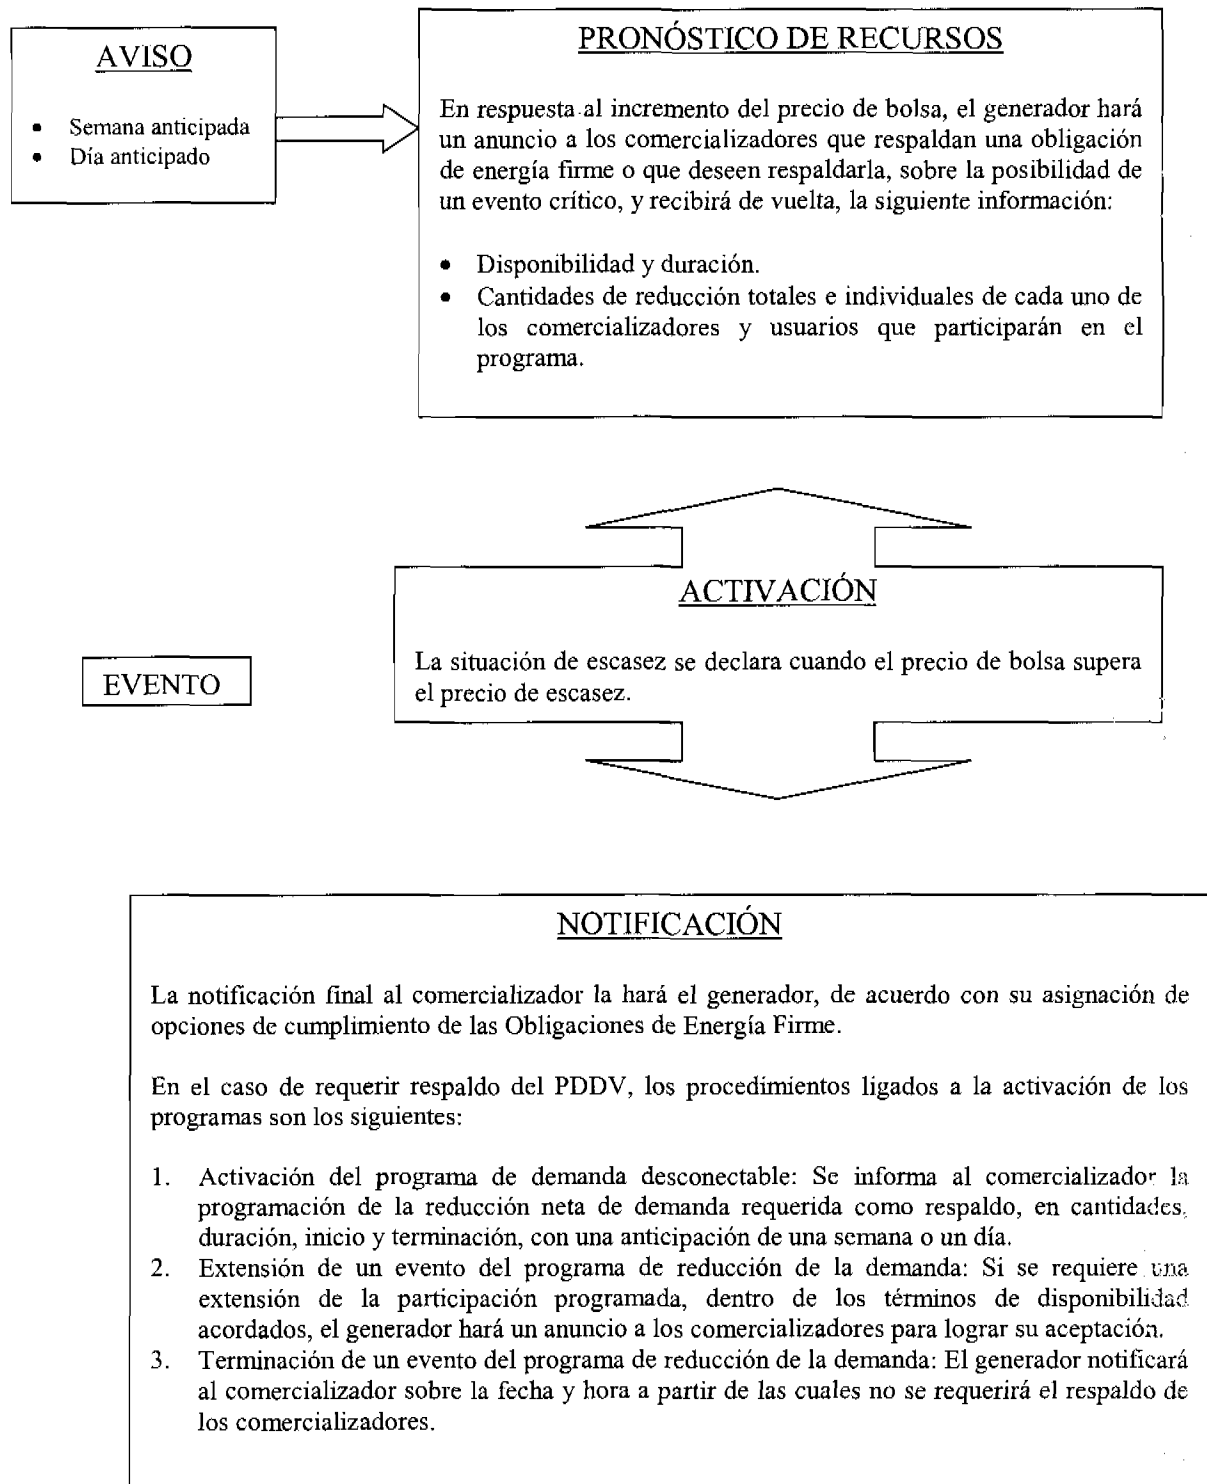 AVISO
• Semana anticipada
• Día anticipado
PRONÓSTICO DE RECURSOS
En respuesta al incremento del precio de bolsa, el generador hará
un anuncio a los comercializadores que respaldan una obligación
de energía firme o que deseen respaldarla, sobre la posibilidad de
un evento crítico, y recibirá de vuelta, la siguiente información:
• Disponibilidad y duración.
• Cantidades de reducción totales e individuales de cada uno de
los comercializadores y usuarios que participarán en el
programa.
EVENTO
ACTIVACIÓN
La situación de escasez se declara cuando el precio de bolsa supera
el precio de escasez.
NOTIFICACIÓN
La notificación final al comercializador la hará el generador, de acuerdo con su asignación de
opciones de cumplimiento de las Obligaciones de Energía Firme.
En el caso de requerir respaldo del PDDV, los procedimientos ligados a la activación de los
programas son los siguientes:
1. Activación del programa de demanda desconectable: Se informa al comercializador la
programación de la reducción neta de demanda requerida como respaldo, en cantidades,
duración, inicio y terminación, con una anticipación de una semana o un día.
2. Extensión de un evento del programa de reducción de la demanda: Si se requiere una
extensión de la participación programada, dentro de los términos de disponibilidad
acordados, el generador hará un anuncio a los comercializadores para lograr su aceptación.
3. Terminación de un evento del programa de reducción de la demanda: El generador notificará
al comercializador sobre la fecha y hora a partir de las cuales no se requerirá el respaldo de
los comercializadores.